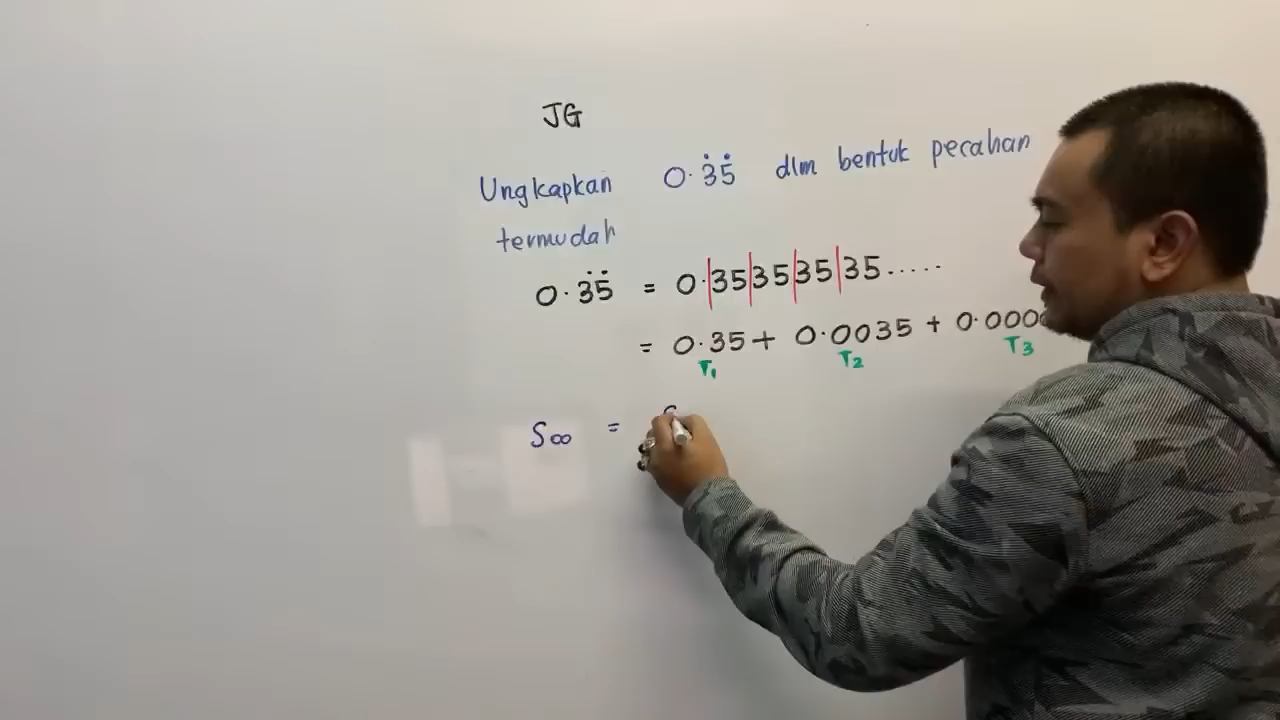 JG
Ungkapkan 0.3̇5̇ dlm bentuk pecahan
termudah
0.3̇5̇ = 0.|35|35|35|35.....
= 0.35 + 0.0035 + 0.000
T₁ T₂ T₃
S∞ =